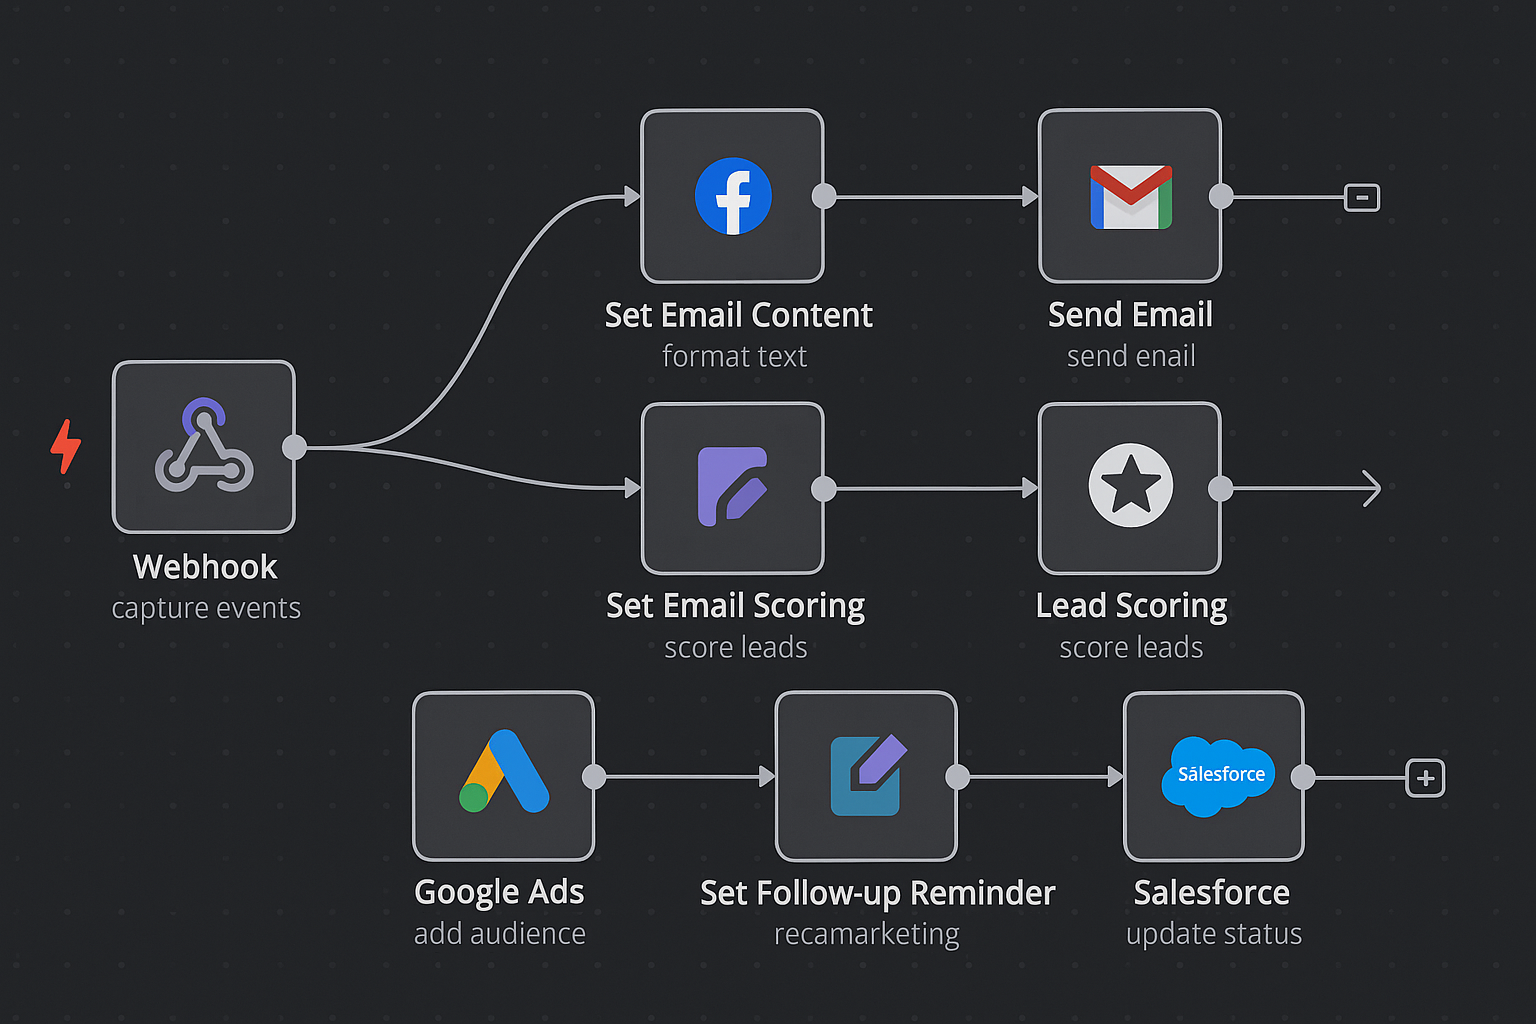 Set Email Content
format text
Send Email
send enail
Webhook
capture events
Set Email Scoring
score leads
Lead Scoring
score leads
Sālesforce
Google Ads
add audience
Set Follow-up Reminder
recamarketing
Salesforce
update status